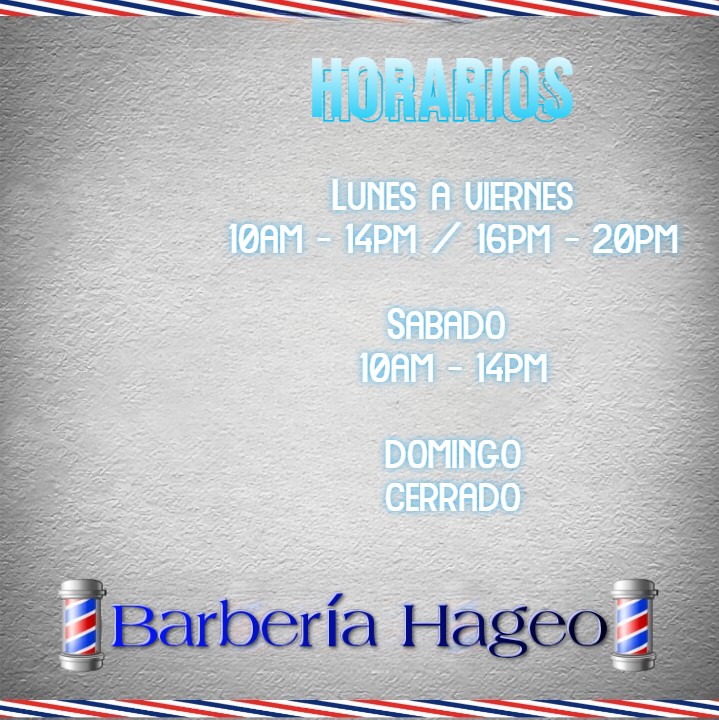 HORARIOS
LUNES A VIERNES
10AM - 14PM / 16PM - 20PM
SABADO
10AM - 14PM
DOMINGO
CERRADO
Barbería Hageo